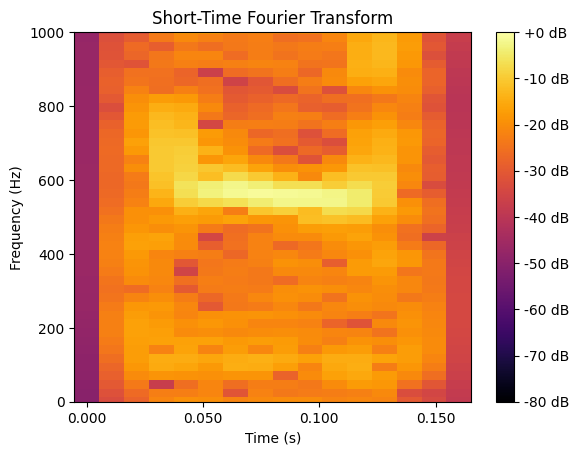 Short-Time Fourier Transform
1000
800
600
400
200
0
Frequency (Hz)
0.000
0.050
0.100
0.150
Time (s)
+0 dB
-10 dB
-20 dB
-30 dB
-40 dB
-50 dB
-60 dB
-70 dB
-80 dB